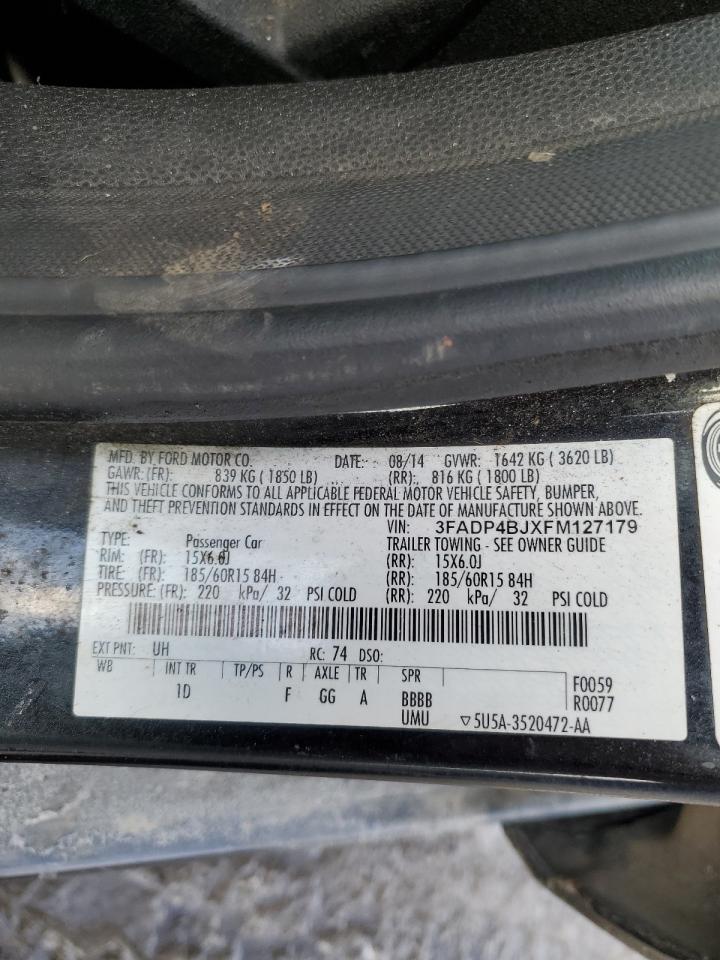 MFD. BY FORD MOTOR CO. DATE: 08/14 GVWR: 1642 KG ( 3620 LB)
GAWR: (FR): 839 KG ( 1850 LB) (RR): 816 KG ( 1800 LB)
THIS VEHICLE CONFORMS TO ALL APPLICABLE FEDERAL MOTOR VEHICLE SAFETY, BUMPER,
AND THEFT PREVENTION STANDARDS IN EFFECT ON THE DATE OF MANUFACTURE SHOWN ABOVE.
VIN: 3FADP4BJXFM127179
TYPE: Passenger Car TRAILER TOWING - SEE OWNER GUIDE
RIM: (FR): 15X6.0J (RR): 15X6.0J
TIRE: (FR): 185/60R15 84H (RR): 185/60R15 84H
PRESSURE: (FR): 220 kPa/ 32 PSI COLD (RR): 220 kPa/ 32 PSI COLD
EXT PNT: UH RC: 74 DSO:
WB INT TR TP/PS R AXLE TR SPR
1D F GG A BBBB F0059
UMU R0077
▽5U5A-3520472-AA